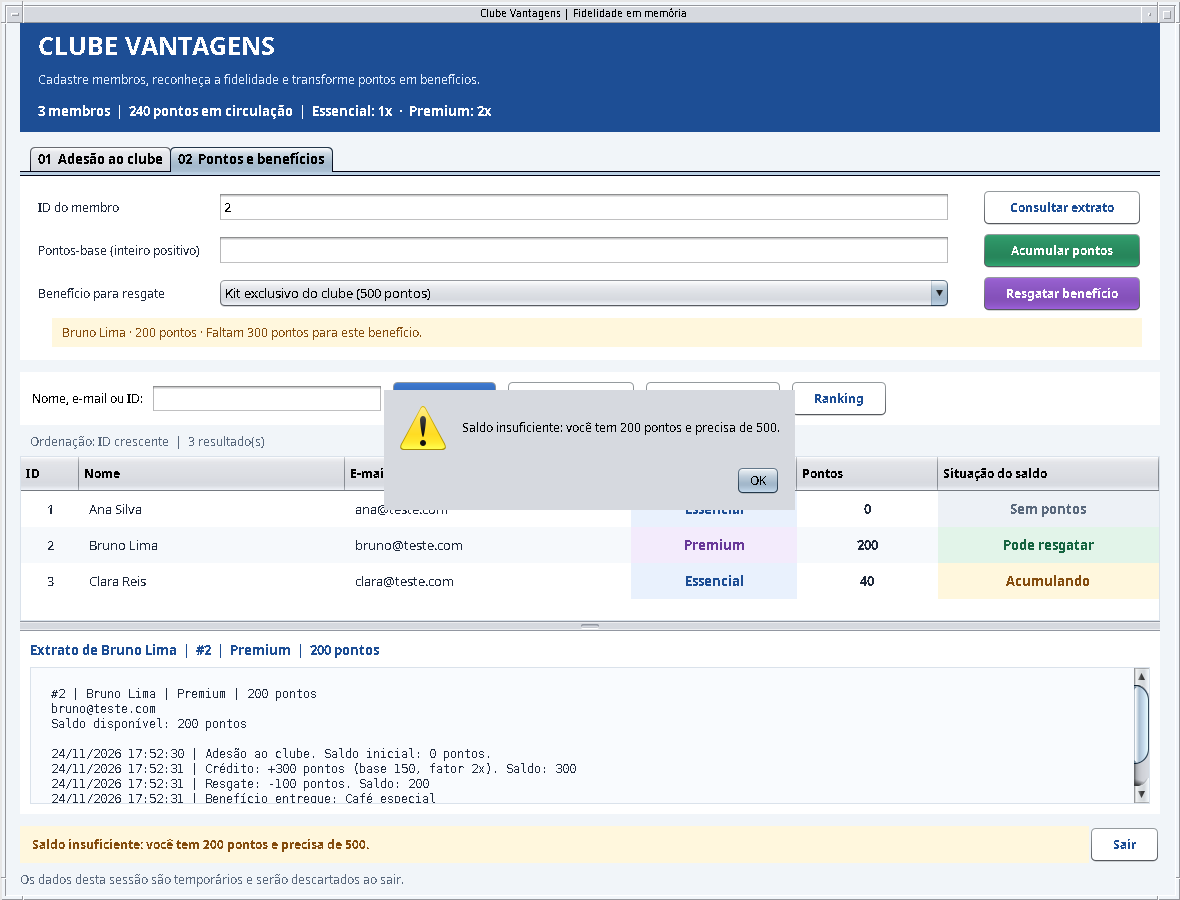 Clube Vantagens | Fidelidade em memória
CLUBE VANTAGENS
Cadastre membros, reconheça a fidelidade e transforme pontos em benefícios.
3 membros | 240 pontos em circulação | Essencial: 1x · Premium: 2x
01 Adesão ao clube
02 Pontos e benefícios
ID do membro
2
Consultar extrato
Pontos-base (inteiro positivo)
Acumular pontos
Benefício para resgate
Kit exclusivo do clube (500 pontos)
Resgatar benefício
Bruno Lima · 200 pontos · Faltam 300 pontos para este benefício.
Nome, e-mail ou ID:
Ranking
Saldo insuficiente: você tem 200 pontos e precisa de 500.
OK
Ordenação: ID crescente | 3 resultado(s)
ID Nome E-mai Pontos Situação do saldo
1 Ana Silva ana@teste.com Essencial 0 Sem pontos
2 Bruno Lima bruno@teste.com Premium 200 Pode resgatar
3 Clara Reis clara@teste.com Essencial 40 Acumulando
Extrato de Bruno Lima | #2 | Premium | 200 pontos
#2 | Bruno Lima | Premium | 200 pontos
bruno@teste.com
Saldo disponível: 200 pontos
24/11/2026 17:52:30 | Adesão ao clube. Saldo inicial: 0 pontos.
24/11/2026 17:52:31 | Crédito: +300 pontos (base 150, fator 2x). Saldo: 300
24/11/2026 17:52:31 | Resgate: -100 pontos. Saldo: 200
24/11/2026 17:52:31 | Benefício entregue: Café especial
Saldo insuficiente: você tem 200 pontos e precisa de 500.
Sair
Os dados desta sessão são temporários e serão descartados ao sair.